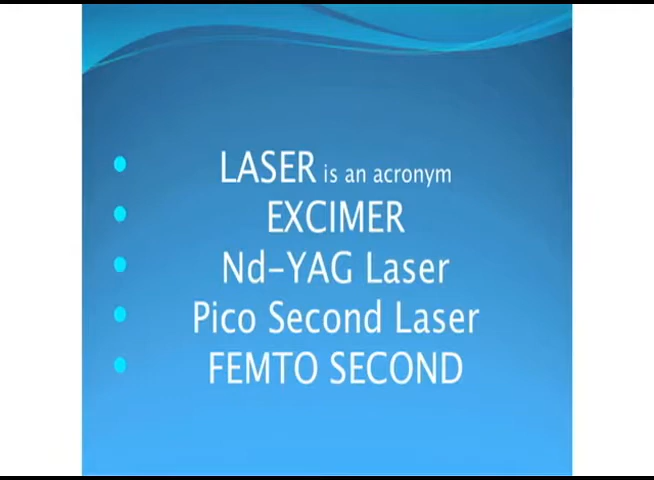 LASER is an acronym
EXCIMER
Nd-YAG Laser
Pico Second Laser
FEMTO SECOND